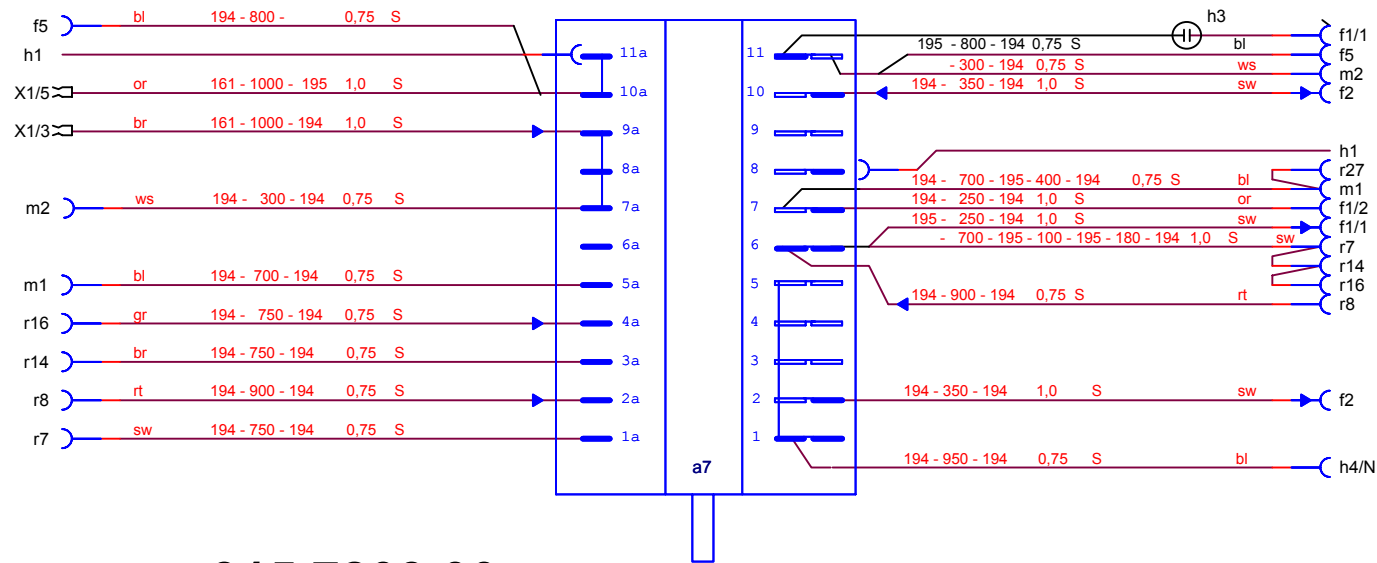 f5 bl 194 - 800 - 0,75 S
h1
X1/5 or 161 - 1000 - 195 1,0 S
X1/3 br 161 - 1000 - 194 1,0 S
m2 ws 194 - 300 - 194 0,75 S
m1 bl 194 - 700 - 194 0,75 S
r16 gr 194 - 750 - 194 0,75 S
r14 br 194 - 750 - 194 0,75 S
r8 rt 194 - 900 - 194 0,75 S
r7 sw 194 - 750 - 194 0,75 S
11a
10a
9a
8a
7a
6a
5a
4a
3a
2a
1a
a7
11
10
9
8
7
6
5
4
3
2
1
h3
f1/1
195 - 800 - 194 0,75 S bl f5
- 300 - 194 0,75 S ws m2
194 - 350 - 194 1,0 S sw f2
h1
r27
194 - 700 - 195 - 400 - 194 0,75 S bl m1
194 - 250 - 194 1,0 S or f1/2
195 - 250 - 194 1,0 S sw f1/1
- 700 - 195 - 100 - 195 - 180 - 194 1,0 S sw r7
r14
r16
194 - 900 - 194 0,75 S rt r8
194 - 350 - 194 1,0 S sw f2
194 - 950 - 194 0,75 S bl h4/N